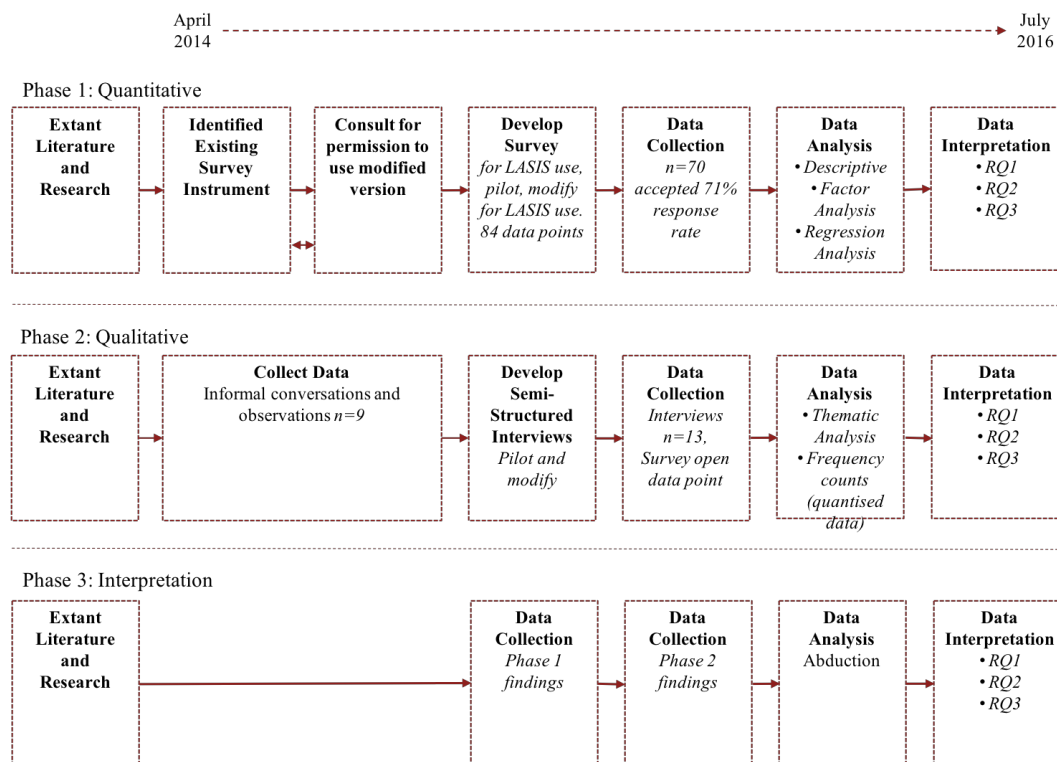 April
2014
July
2016
Phase 1: Quantitative
Extant
Literature
and
Research
Identified
Existing
Survey
Instrument
Consult for
permission to
use modified
version
Develop
Survey
for LASIS use,
pilot, modify
for LASIS use.
84 data points
Data
Collection
n=70
accepted 71%
response
rate
Data
Analysis
• Descriptive
• Factor
Analysis
• Regression
Analysis
Data
Interpretation
• RQ1
• RQ2
• RQ3
Phase 2: Qualitative
Extant
Literature
and
Research
Collect Data
Informal conversations and
observations n=9
Develop
Semi-
Structured
Interviews
Pilot and
modify
Data
Collection
Interviews
n=13,
Survey open
data point
Data
Analysis
• Thematic
Analysis
• Frequency
counts
(quantised
data)
Data
Interpretation
• RQ1
• RQ2
• RQ3
Phase 3: Interpretation
Extant
Literature
and
Research
Data
Collection
Phase 1
findings
Data
Collection
Phase 2
findings
Data
Analysis
Abduction
Data
Interpretation
• RQ1
• RQ2
• RQ3